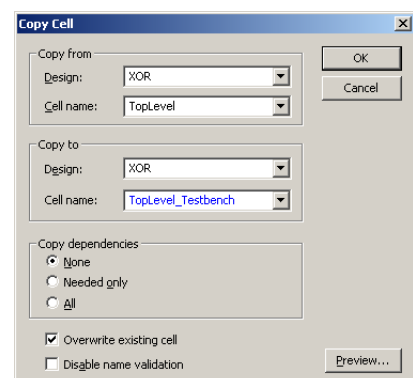 Copy Cell
Copy from
Design: XOR
Cell name: TopLevel
OK
Cancel
Copy to
Design: XOR
Cell name: TopLevel_Testbench
Copy dependencies
None
Needed only
All
Overwrite existing cell
Disable name validation
Preview...